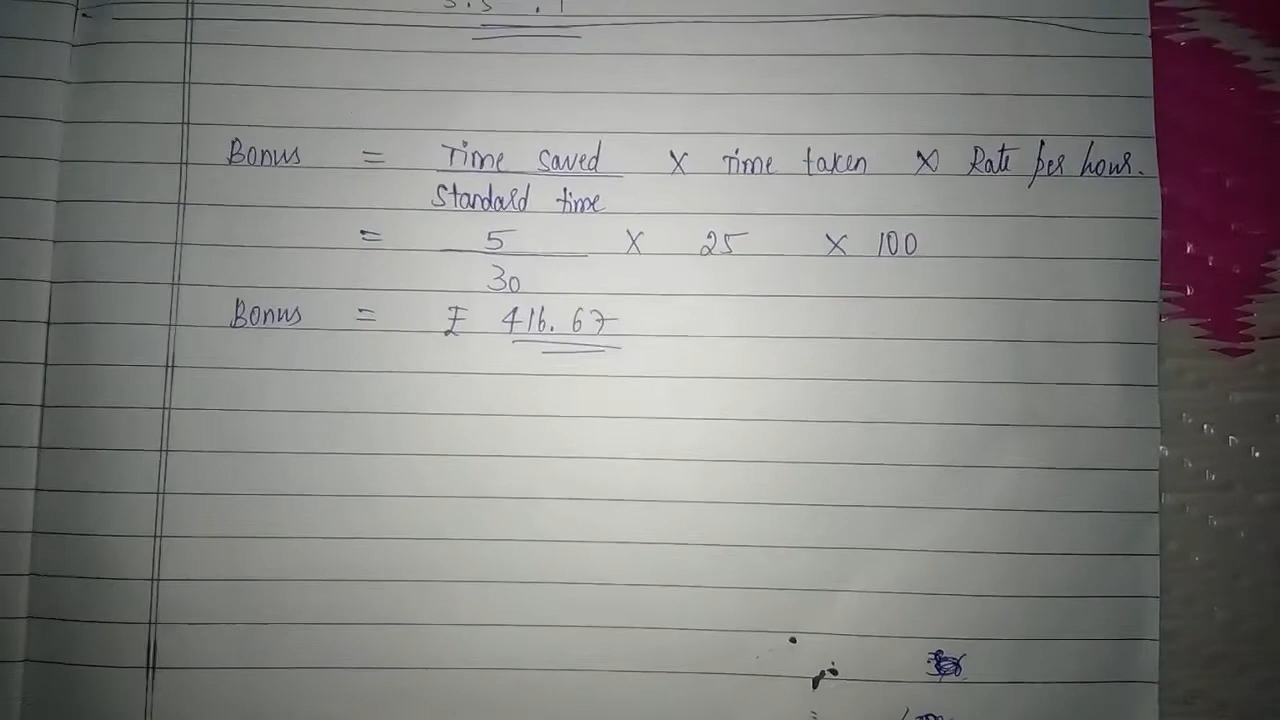 Bonus = Time saved / Standard time X Time taken X Rate per hour.
= 5 / 30 X 25 X 100
Bonus = ₹ 416.67